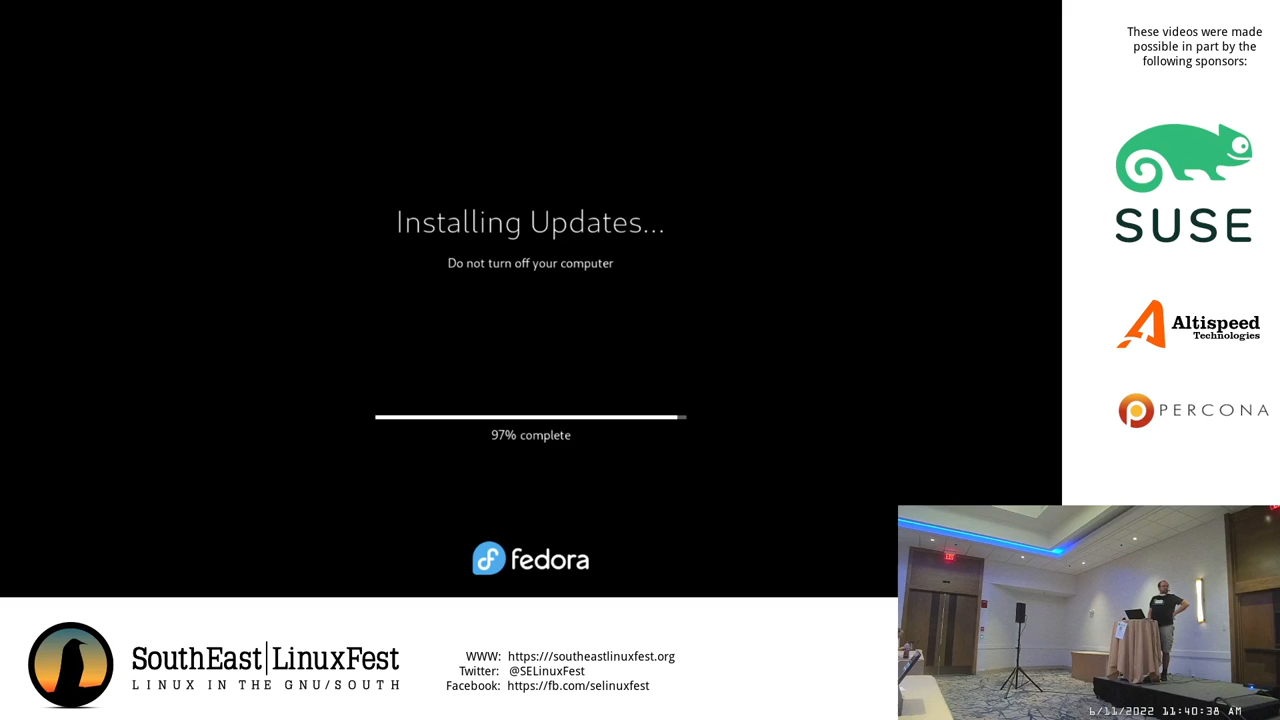 Installing Updates...
Do not turn off your computer
97% complete
fedora
These videos were made
possible in part by the
following sponsors:
SUSE
Altispeed
Technologies
PERCONA
SouthEast|LinuxFest
LINUX IN THE GNU/SOUTH
WWW: https:///southeastlinuxfest.org
Twitter: @SELinuxFest
Facebook: https://fb.com/selinuxfest
EXIT
6/11/2022 11:40:38 AM